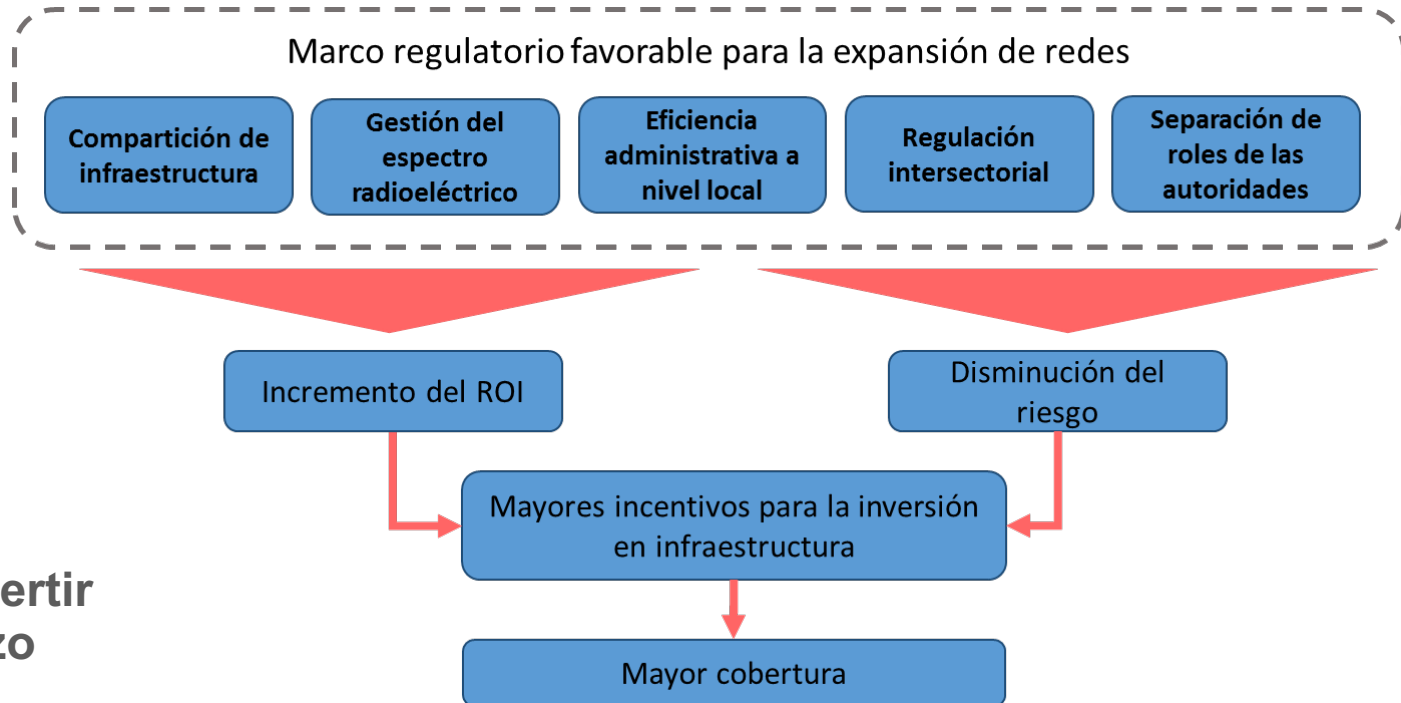 Marco regulatorio favorable para la expansión de redes
Compartición de
infraestructura
Gestión del
espectro
radioeléctrico
Eficiencia
administrativa a
nivel local
Regulación
intersectorial
Separación de
roles de las
autoridades
Incremento del ROI
Disminución del
riesgo
Mayores incentivos para la inversión
en infraestructura
ertir
zo
Mayor cobertura